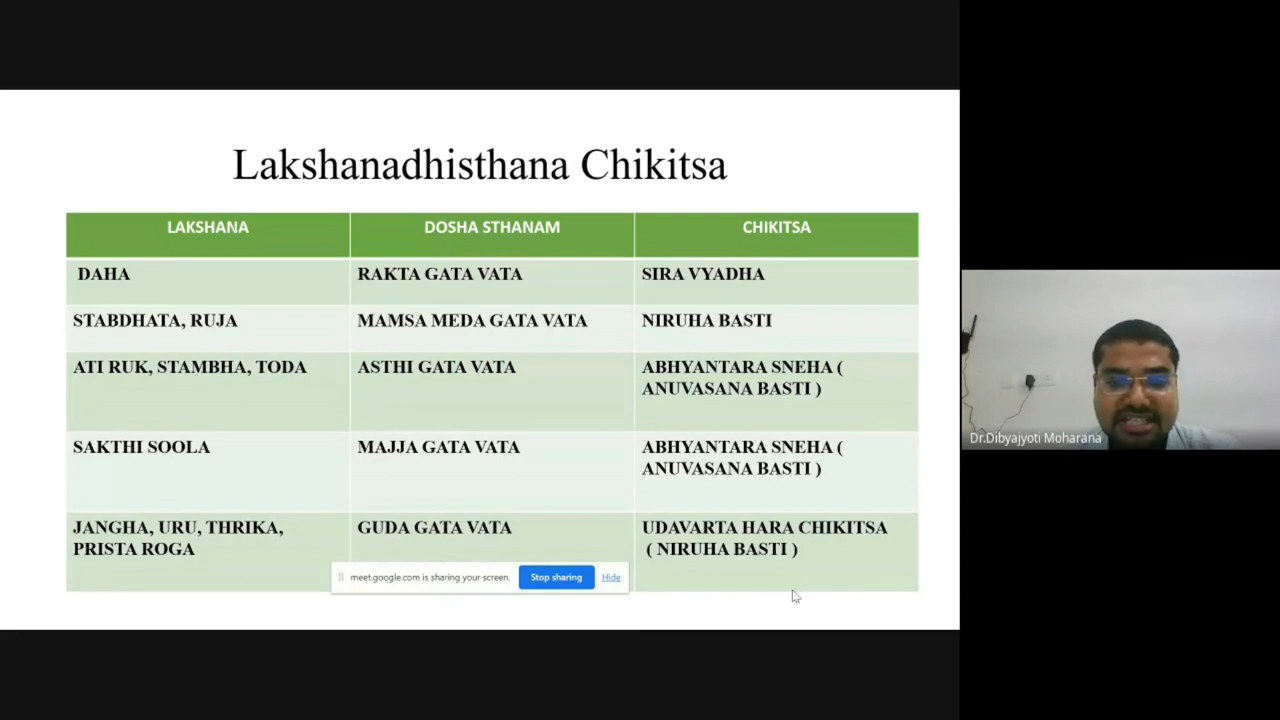 Lakshanadhisthana Chikitsa
LAKSHANA DOSHA STHANAM CHIKITSA
DAHA RAKTA GATA VATA SIRA VYADHA
STABDHATA, RUJA MAMSA MEDA GATA VATA NIRUHA BASTI
ATI RUK, STAMBHA, TODA ASTHI GATA VATA ABHYANTARA SNEHA (
ANUVASANA BASTI )
SAKTHI SOOLA MAJJA GATA VATA ABHYANTARA SNEHA (
ANUVASANA BASTI )
JANGHA, URU, THRIKA, GUDA GATA VATA UDAVARTA HARA CHIKITSA
PRISTA ROGA ( NIRUHA BASTI )
meet.google.com is sharing your screen. Stop sharing Hide
Dr.Dibyajyoti Moharana